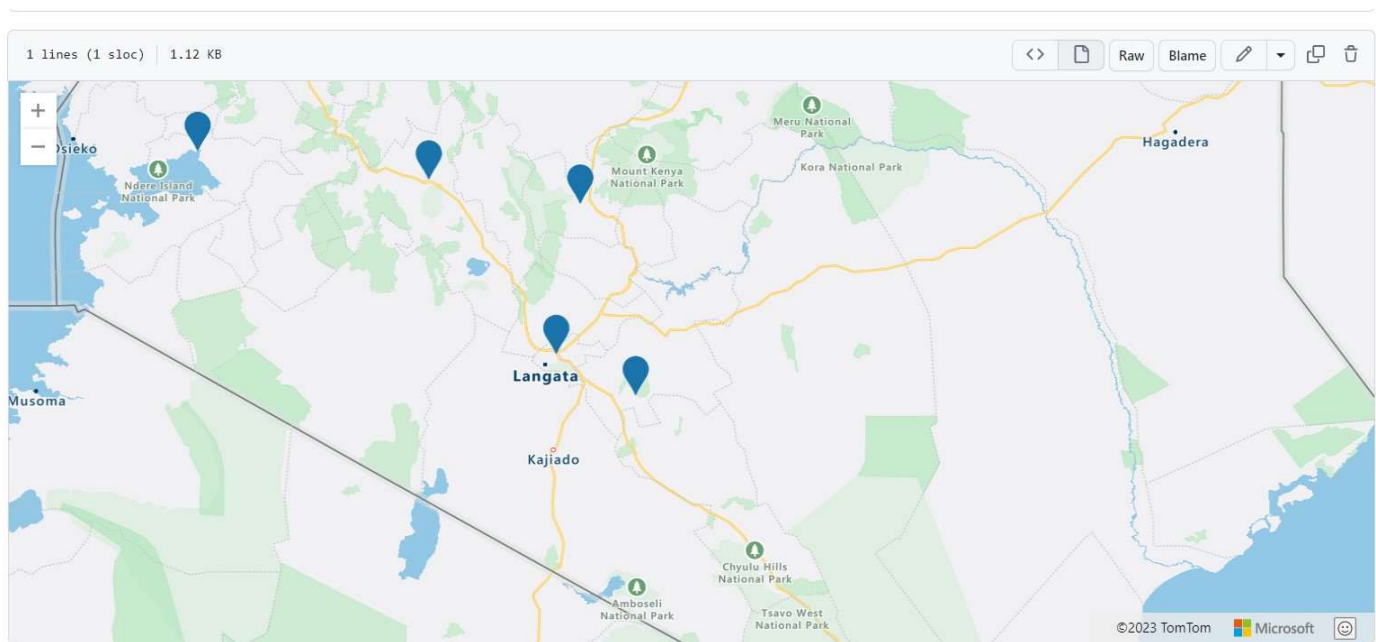 1 lines (1 sloc) 1.12 KB
<> Raw Blame
+
−
Ndere Island
National Park
Mount Kenya
National Park
Meru National
Park
Kora National Park
Hagadera
Langata
Musoma
Kajiado
Chyulu Hills
National Park
Amboseli
National Park
Tsavo West
National Park
©2023 TomTom Microsoft